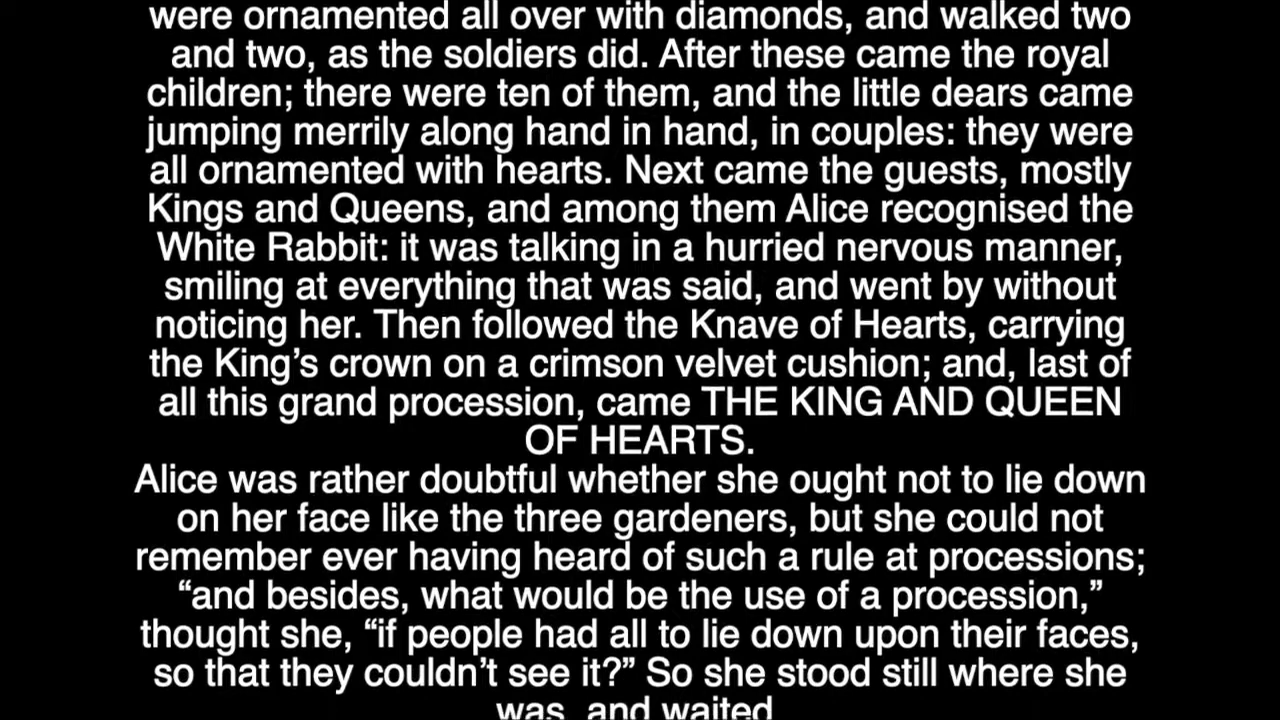 were ornamented all over with diamonds, and walked two
and two, as the soldiers did. After these came the royal
children; there were ten of them, and the little dears came
jumping merrily along hand in hand, in couples: they were
all ornamented with hearts. Next came the guests, mostly
Kings and Queens, and among them Alice recognised the
White Rabbit: it was talking in a hurried nervous manner,
smiling at everything that was said, and went by without
noticing her. Then followed the Knave of Hearts, carrying
the King’s crown on a crimson velvet cushion; and, last of
all this grand procession, came THE KING AND QUEEN
OF HEARTS.
Alice was rather doubtful whether she ought not to lie down
on her face like the three gardeners, but she could not
remember ever having heard of such a rule at processions;
“and besides, what would be the use of a procession,”
thought she, “if people had all to lie down upon their faces,
so that they couldn’t see it?” So she stood still where she
was, and waited